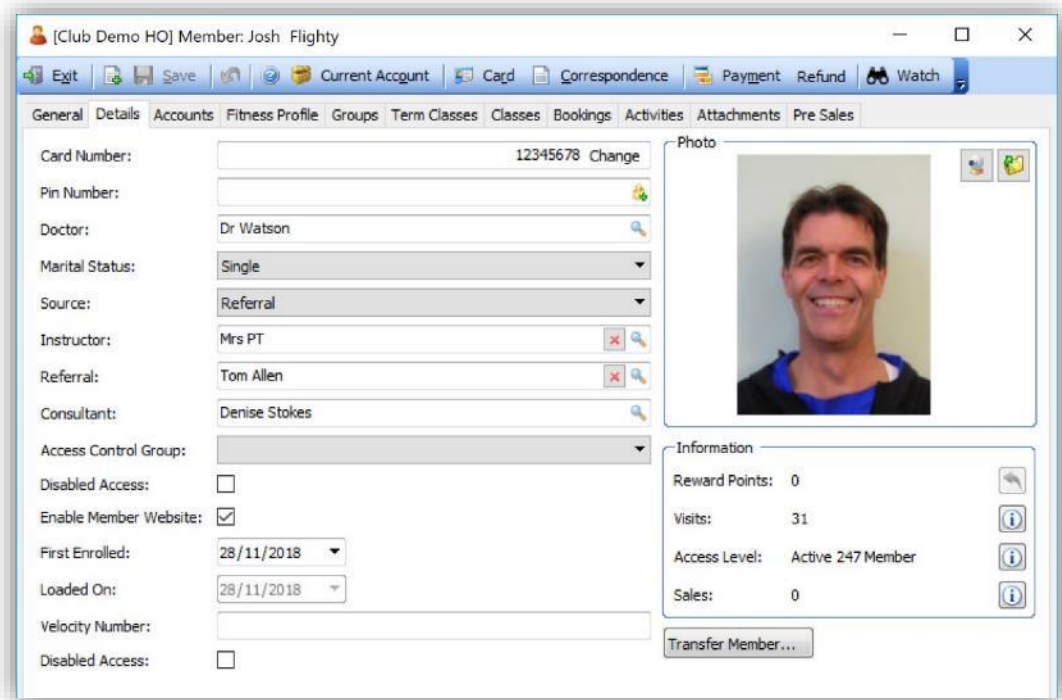 [Club Demo HO] Member: Josh Flighty
Exit Save Current Account Card Correspondence Payment Refund Watch
General Details Accounts Fitness Profile Groups Term Classes Classes Bookings Activities Attachments Pre Sales
Card Number: 12345678 Change
Pin Number:
Doctor: Dr Watson
Marital Status: Single
Source: Referral
Instructor: Mrs PT
Referral: Tom Allen
Consultant: Denise Stokes
Access Control Group:
Disabled Access:
Enable Member Website:
First Enrolled: 28/11/2018
Loaded On: 28/11/2018
Velocity Number:
Disabled Access:
Photo
Information
Reward Points: 0
Visits: 31
Access Level: Active 247 Member
Sales: 0
Transfer Member...